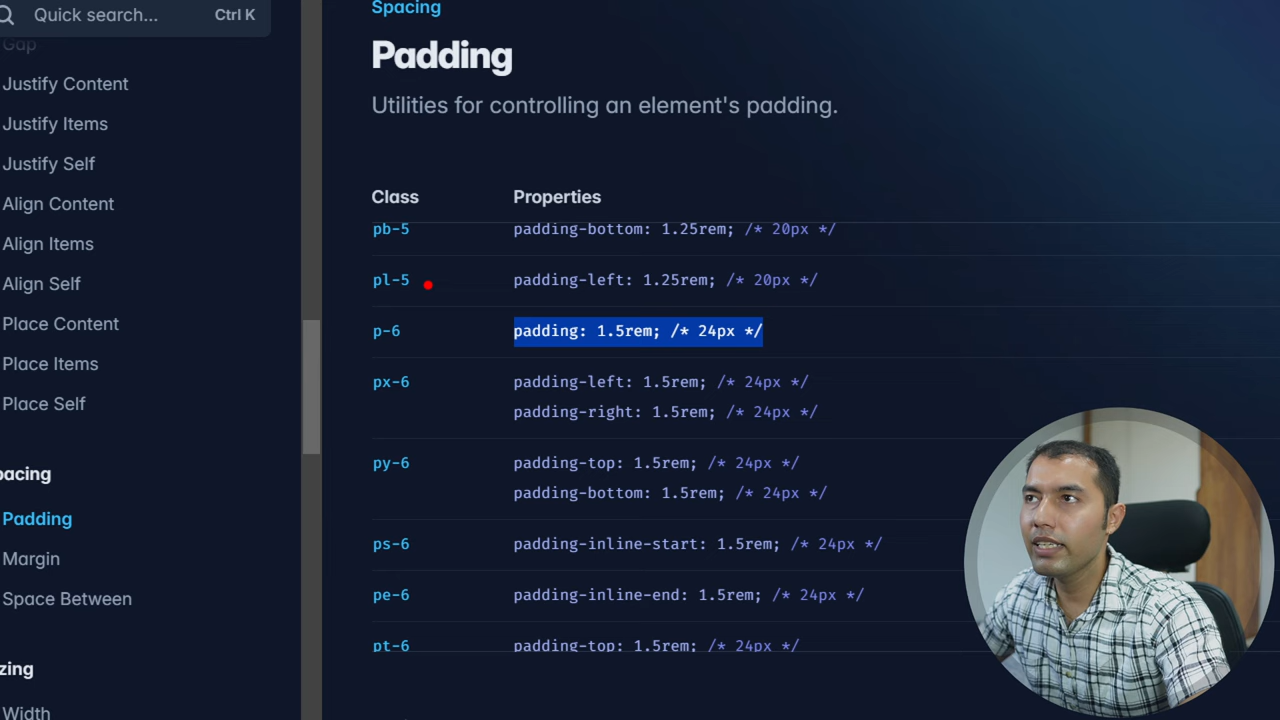 Quick search...
Ctrl K
Gap
Justify Content
Justify Items
Justify Self
Align Content
Align Items
Align Self
Place Content
Place Items
Place Self
pacing
Padding
Margin
Space Between
zing
Width
Spacing
Padding
Utilities for controlling an element's padding.
Class Properties
pb-5 padding-bottom: 1.25rem; /* 20px */
pl-5 padding-left: 1.25rem; /* 20px */
p-6 padding: 1.5rem; /* 24px */
px-6 padding-left: 1.5rem; /* 24px */
padding-right: 1.5rem; /* 24px */
py-6 padding-top: 1.5rem; /* 24px */
padding-bottom: 1.5rem; /* 24px */
ps-6 padding-inline-start: 1.5rem; /* 24px */
pe-6 padding-inline-end: 1.5rem; /* 24px */
pt-6 padding-top: 1.5rem; /* 24px */